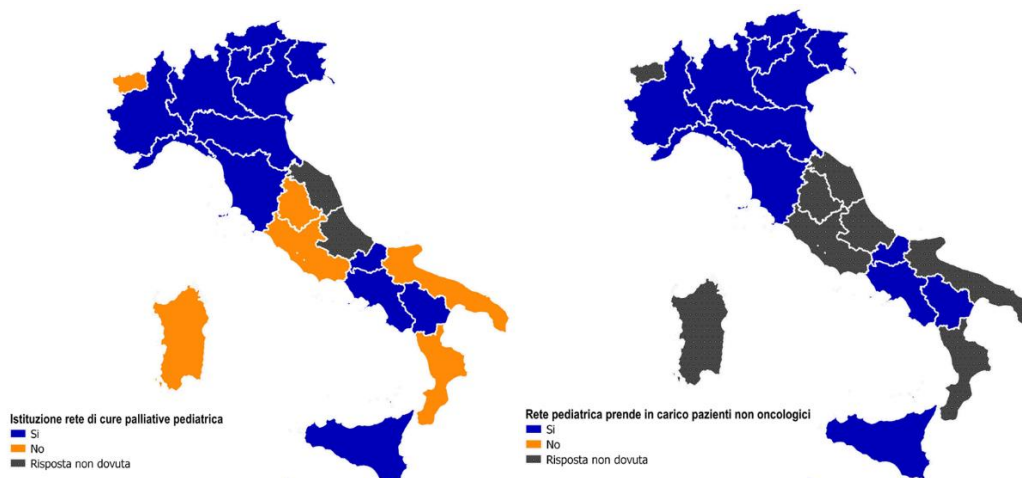 Istituzione rete di cure palliative pediatrica
Si
No
Risposta non dovuta
Rete pediatrica prende in carico pazienti non oncologici
Si
No
Risposta non dovuta